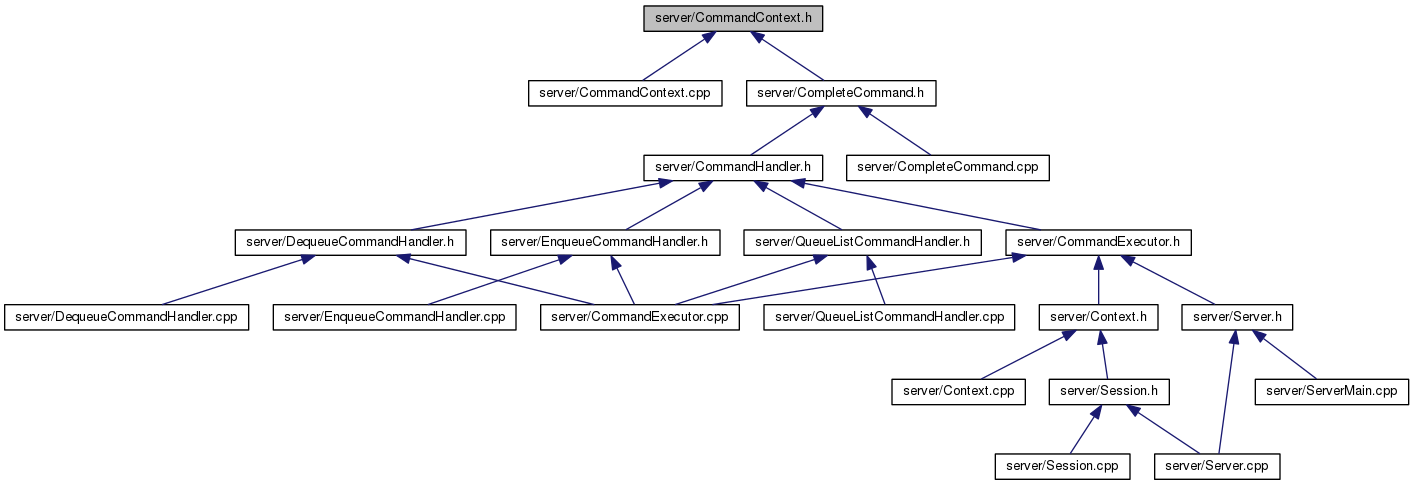 server/CommandContext.h
server/CommandContext.cpp
server/CompleteCommand.h
server/CommandHandler.h
server/CompleteCommand.cpp
server/DequeueCommandHandler.h
server/EnqueueCommandHandler.h
server/QueueListCommandHandler.h
server/CommandExecutor.h
server/DequeueCommandHandler.cpp
server/EnqueueCommandHandler.cpp
server/CommandExecutor.cpp
server/QueueListCommandHandler.cpp
server/Context.h
server/Server.h
server/Context.cpp
server/Session.h
server/ServerMain.cpp
server/Session.cpp
server/Server.cpp